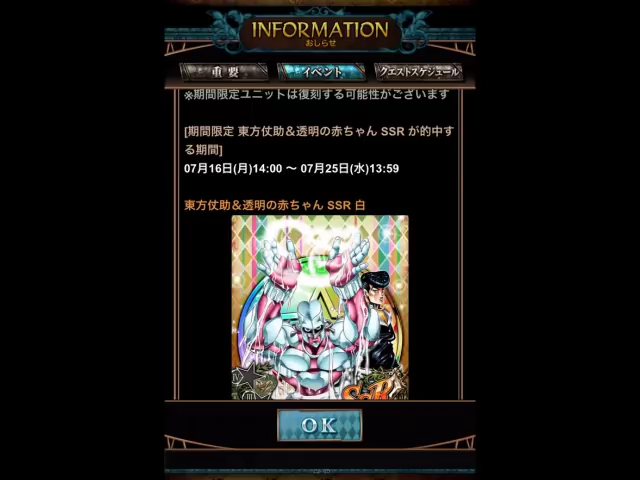 INFORMATION
おしらせ
重要
イベント
クエストスケジュール
※期間限定ユニットは復刻する可能性がございます
[期間限定 東方仗助＆透明の赤ちゃん SSR が的中す
る期間]
07月16日(月)14:00 〜 07月25日(水)13:59
東方仗助＆透明の赤ちゃん SSR 白
OK